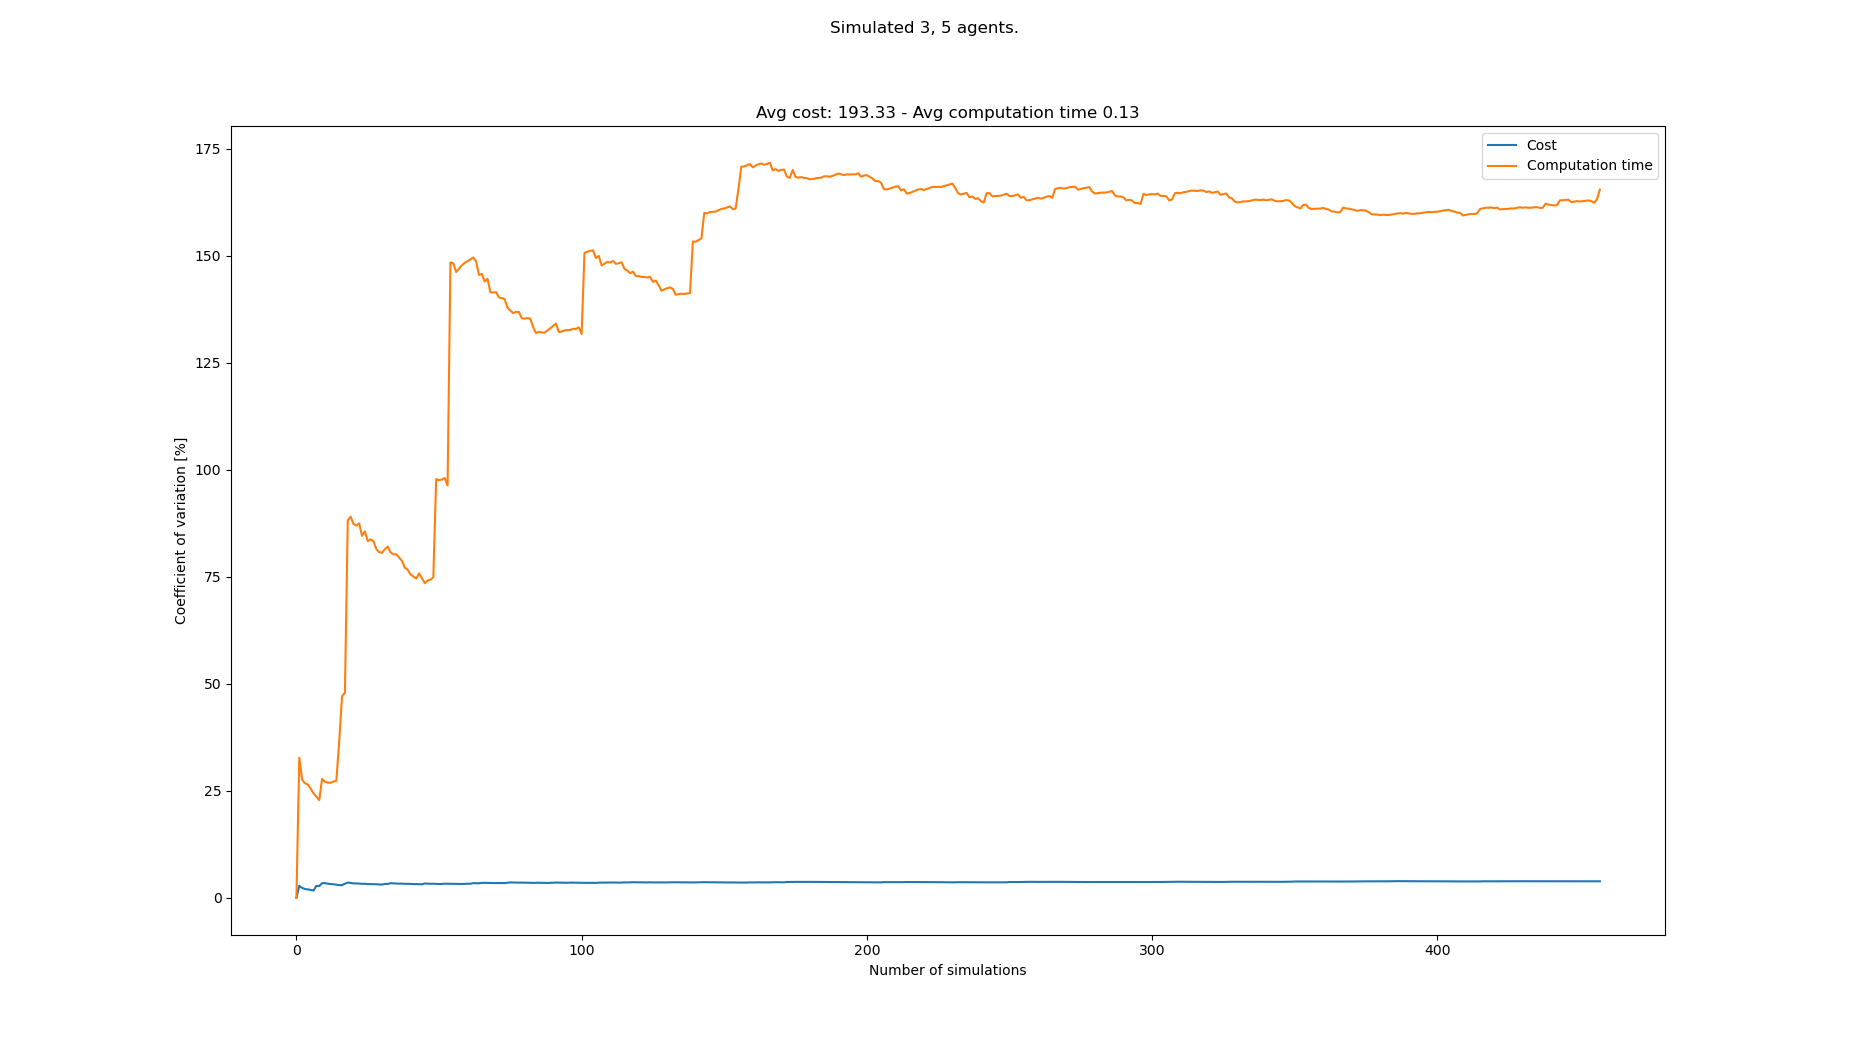 Simulated 3, 5 agents.
Avg cost: 193.33 - Avg computation time 0.13
Cost
Computation time
175
150
125
100
75
50
25
0
Coefficient of variation [%]
0
100
200
300
400
Number of simulations